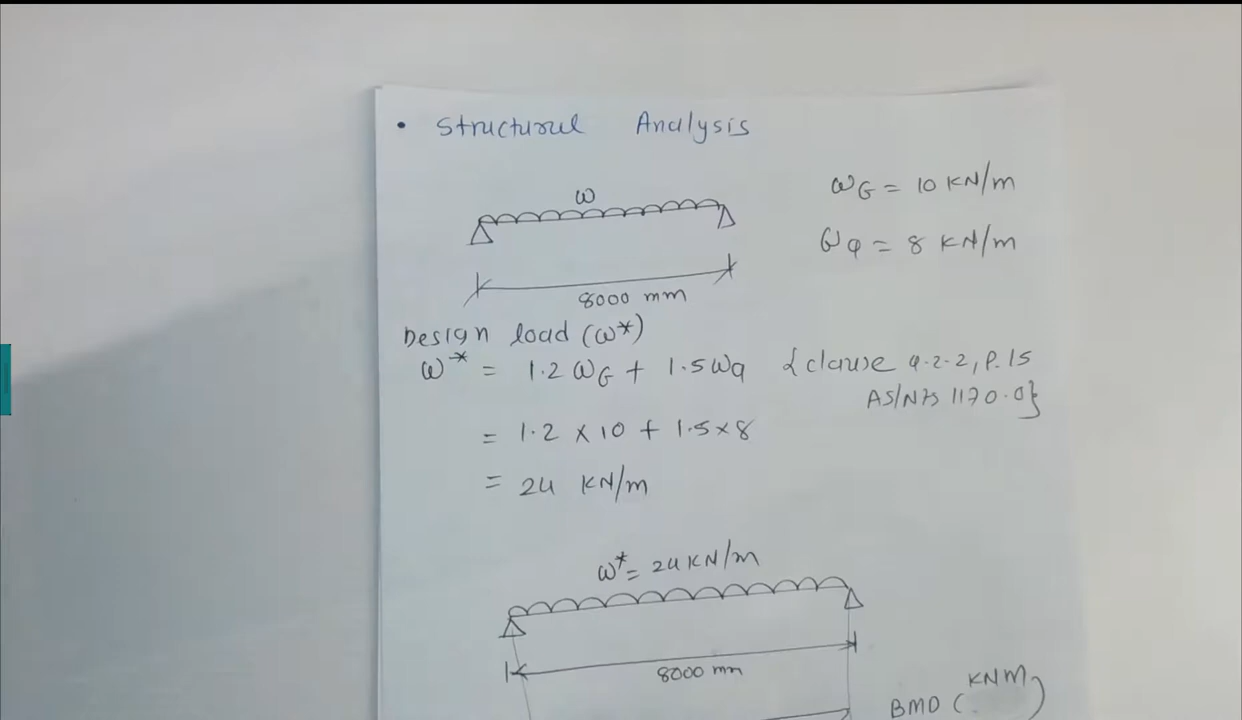 • Structural Analysis
ω
ωG = 10 KN/m
ωq = 8 KN/m
8000 mm
Design load (ω*)
ω* = 1.2 ωG + 1.5 ωq {clause 4.2.2, P.15
AS/NZs 1170.0}
= 1.2 × 10 + 1.5 × 8
= 24 KN/m
ω* = 24 KN/m
8000 mm
BMD (KNM)